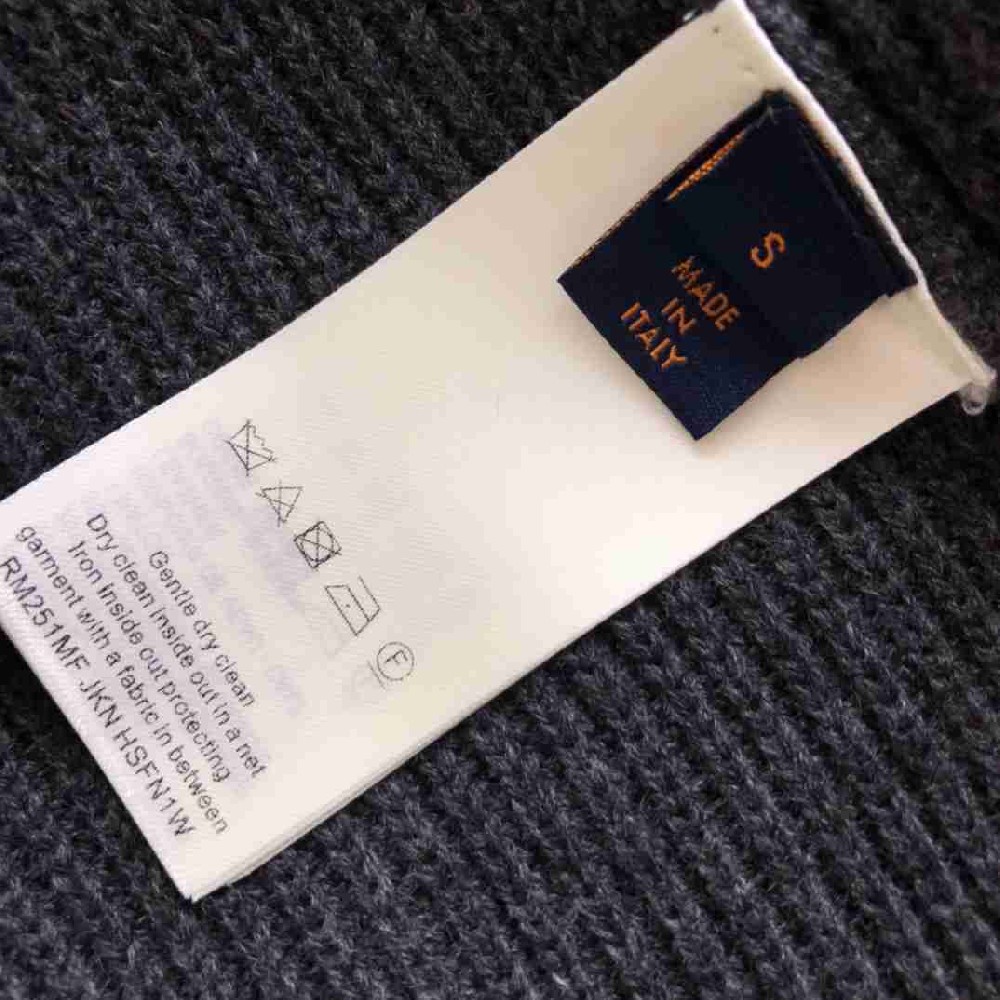 S
MADE
IN
ITALY
F
Gentle dry clean
Dry clean inside out in a net
Iron inside out protecting
garment with a fabric in between
RM251MF JKN HSFN1W